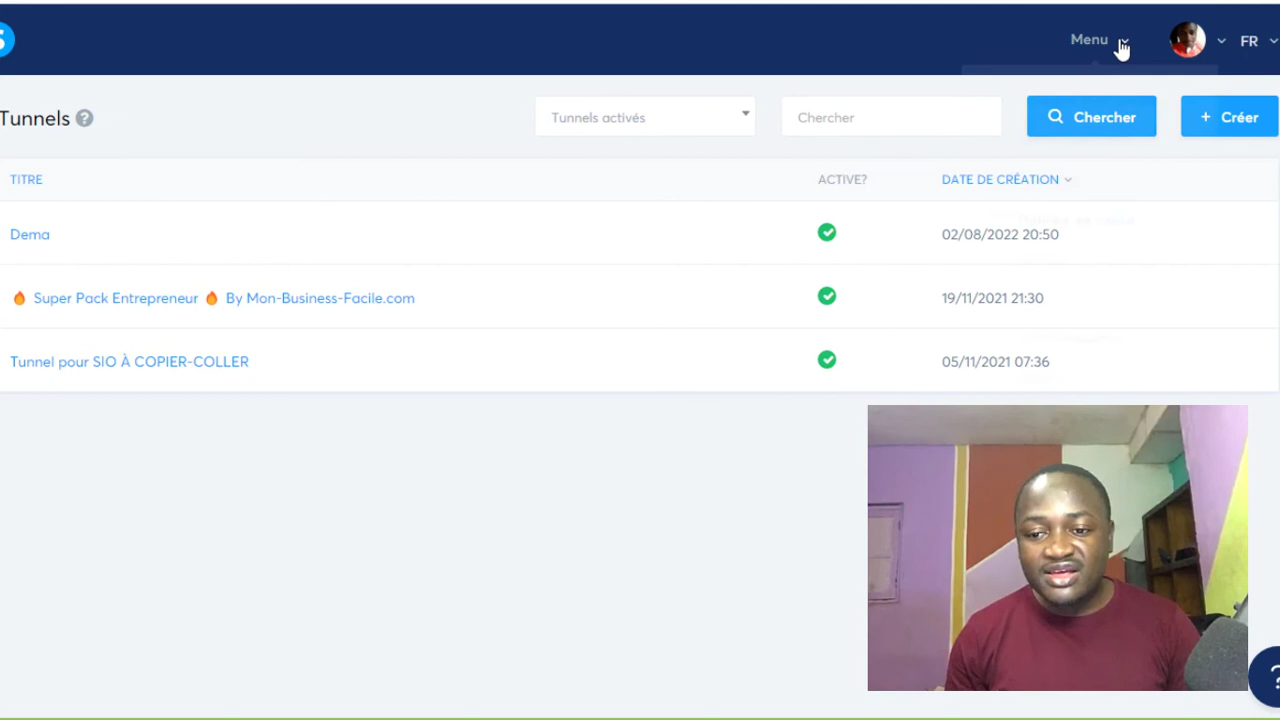 S
Menu
FR
Tunnels ?
Tunnels activés
Chercher
Chercher
+ Créer
TITRE
ACTIVE?
DATE DE CRÉATION
Dema
02/08/2022 20:50
🔥 Super Pack Entrepreneur 🔥 By Mon-Business-Facile.com
19/11/2021 21:30
Tunnel pour SIO À COPIER-COLLER
05/11/2021 07:36
?